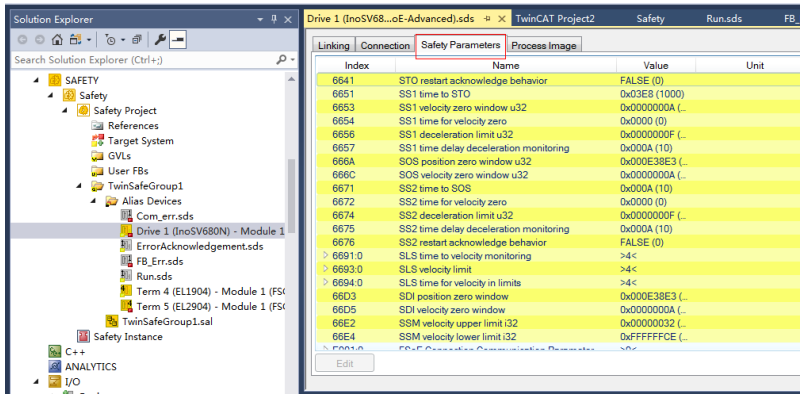 Solution Explorer
Search Solution Explorer (Ctrl+;)
SAFETY
Safety
Safety Project
References
Target System
GVLs
User FBs
TwinSafeGroup1
Alias Devices
Com_err.sds
Drive 1 (InoSV680N) - Module 1
ErrorAcknowledgement.sds
FB_Err.sds
Run.sds
Term 4 (EL1904) - Module 1 (FS
Term 5 (EL2904) - Module 1 (FS
TwinSafeGroup1.sal
Safety Instance
C++
ANALYTICS
I/O
Drive 1 (InoSV68...oE-Advanced).sds TwinCAT Project2 Safety Run.sds FB_
Linking Connection Safety Parameters Process Image
Index Name Value Unit
6641 STO restart acknowledge behavior FALSE (0)
6651 SS1 time to STO 0x03E8 (1000)
6653 SS1 velocity zero window u32 0x0000000A (...
6654 SS1 time for velocity zero 0x0000 (0)
6656 SS1 deceleration limit u32 0x0000000F (...
6657 SS1 time delay deceleration monitoring 0x000A (10)
666A SOS position zero window u32 0x000E38E3 (...
666C SOS velocity zero window u32 0x0000000A (...
6671 SS2 time to SOS 0x000A (10)
6672 SS2 time for velocity zero 0x0000 (0)
6674 SS2 deceleration limit u32 0x0000000F (...
6675 SS2 time delay deceleration monitoring 0x000A (10)
6676 SS2 restart acknowledge behavior FALSE (0)
6691:0 SLS time to velocity monitoring >4<
6693:0 SLS velocity limit >4<
6694:0 SLS time for velocity in limits >4<
66D3 SDI position zero window 0x000E38E3 (...
66D5 SDI velocity zero window 0x0000000A (...
66E2 SSM velocity upper limit i32 0x00000032 (...
66E4 SSM velocity lower limit i32 0xFFFFFFCE (...
FSoE Connection Communication Parameter
Edit